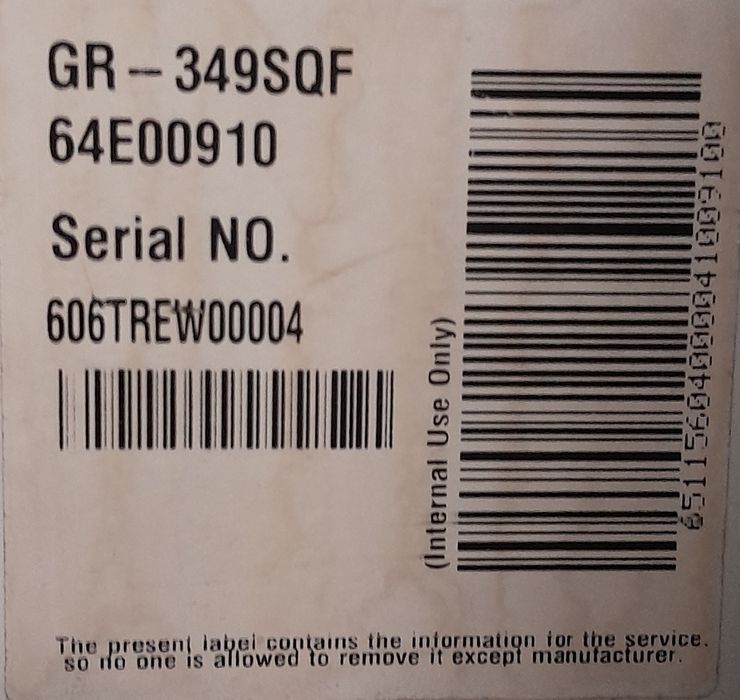 GR-349SQF
64E00910
Serial NO.
606TREW00004
(Internal Use Only)
The present label contains the information for the service.
so no one is allowed to remove it except manufacturer.